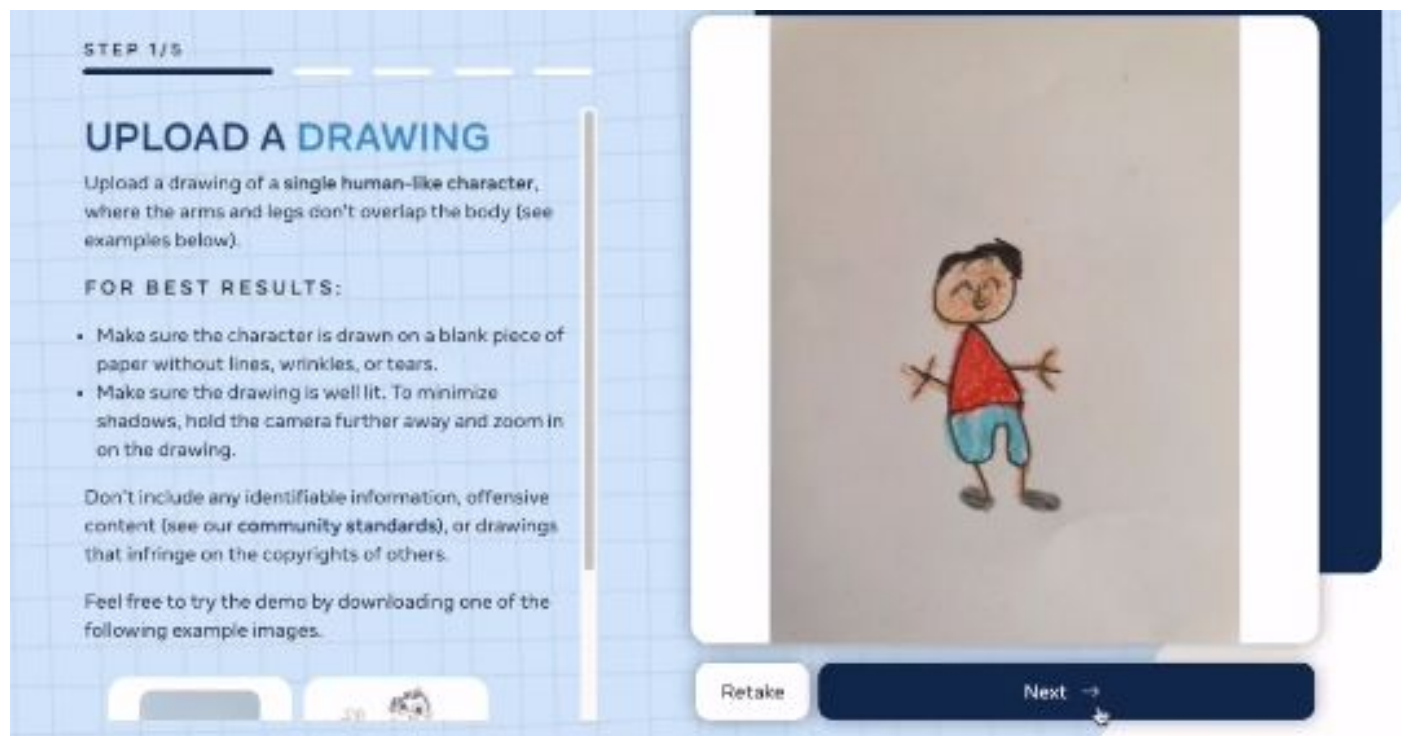 STEP 1/5
UPLOAD A DRAWING
Upload a drawing of a single human-like character,
where the arms and legs don't overlap the body (see
examples below).
FOR BEST RESULTS:
• Make sure the character is drawn on a blank piece of
paper without lines, wrinkles, or tears.
• Make sure the drawing is well lit. To minimize
shadows, hold the camera further away and zoom in
on the drawing.
Don't include any identifiable information, offensive
content (see our community standards), or drawings
that infringe on the copyrights of others.
Feel free to try the demo by downloading one of the
following example images.
Retake
Next →